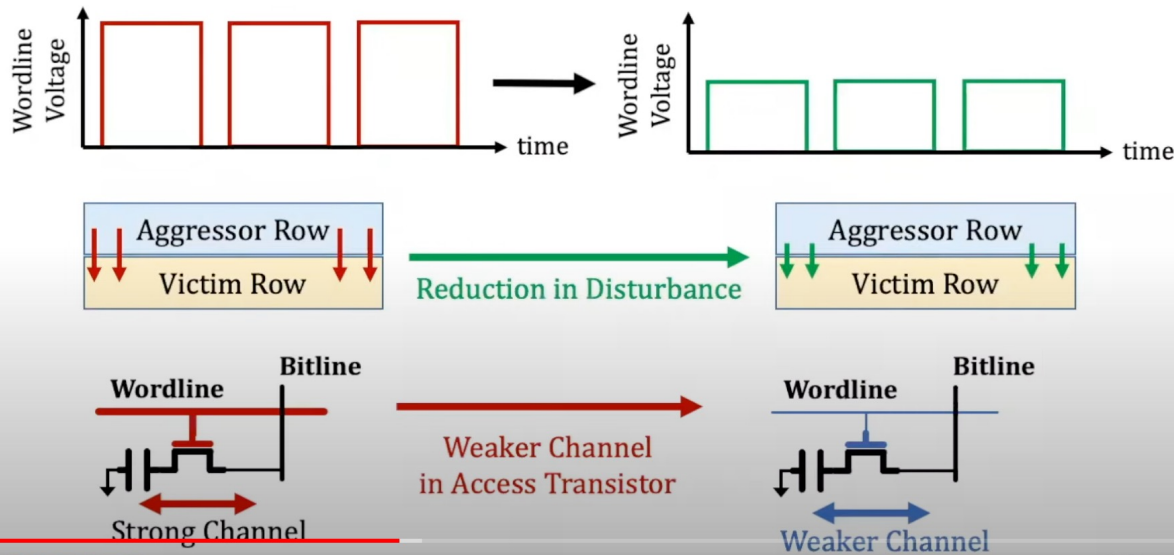 Wordline
Voltage
time
Wordline
Voltage
time
Aggressor Row
Victim Row
Reduction in Disturbance
Aggressor Row
Victim Row
Wordline
Bitline
Strong Channel
Weaker Channel
in Access Transistor
Wordline
Bitline
Weaker Channel